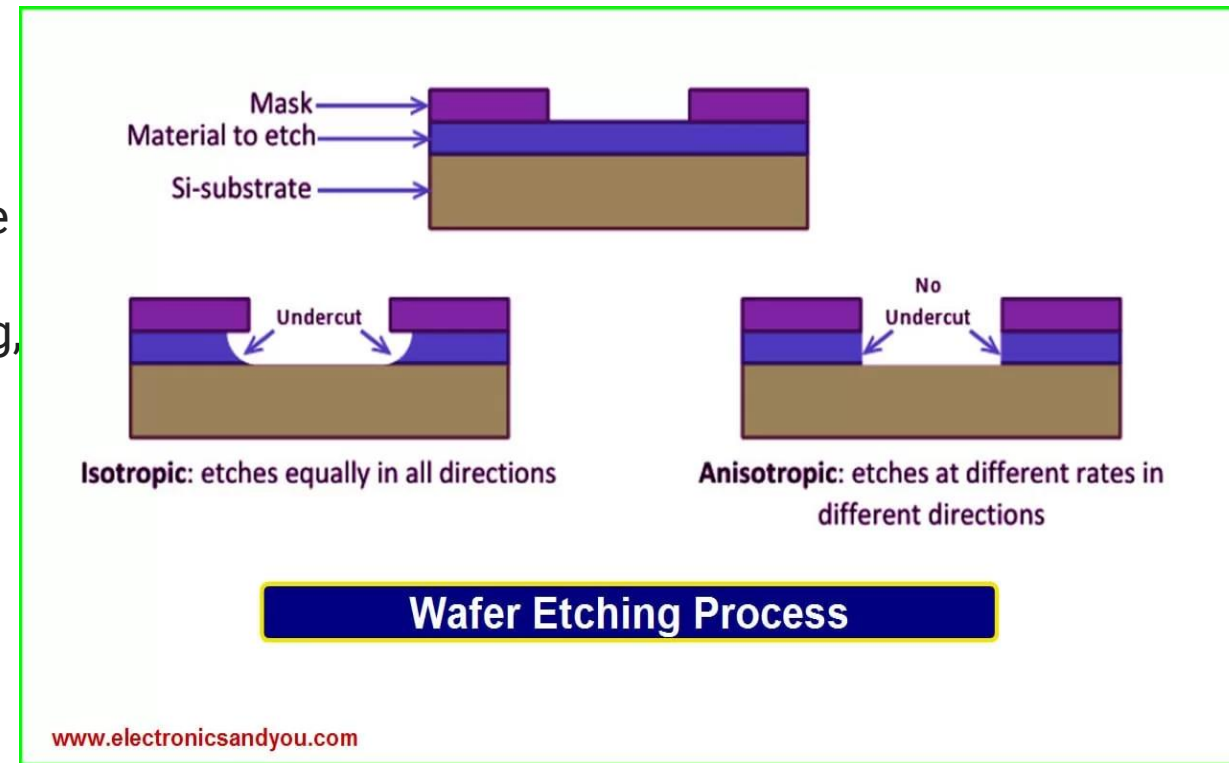 Mask
Material to etch
Si-substrate
e
g,
Undercut
No
Undercut
Isotropic: etches equally in all directions
Anisotropic: etches at different rates in
different directions
Wafer Etching Process
www.electronicsandyou.com